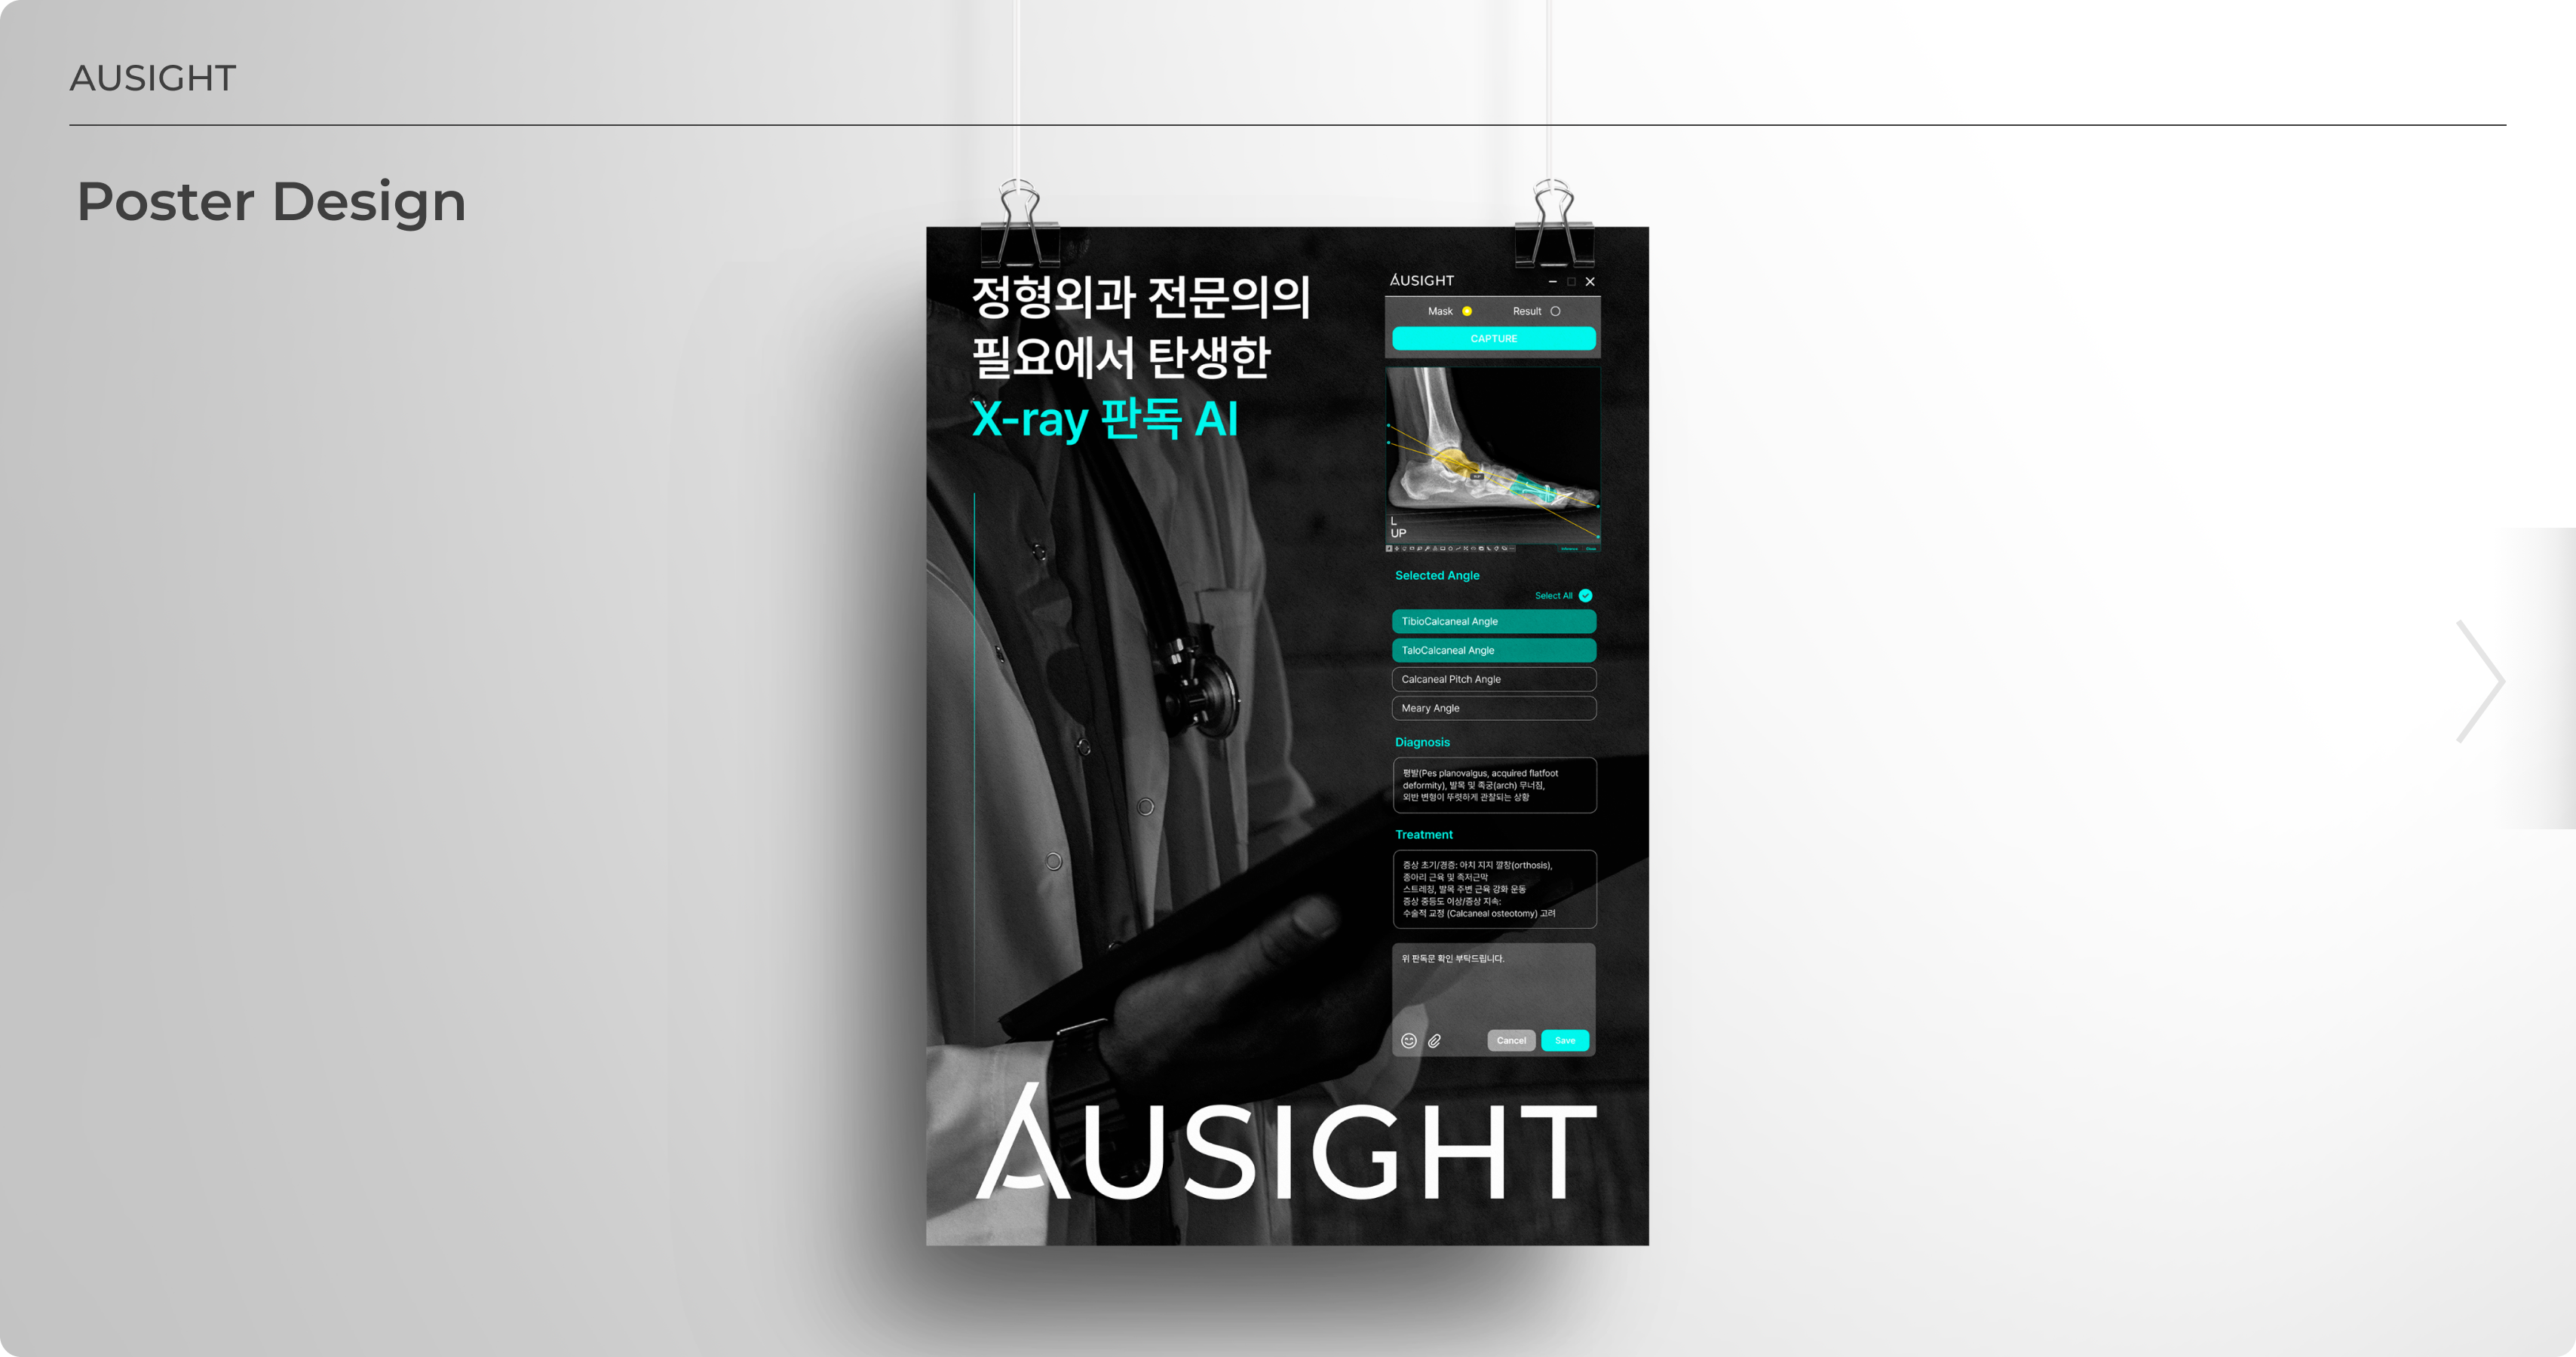 AUSIGHT
Poster Design
정형외과 전문의의
필요에서 탄생한
X-ray 판독 AI
AUSIGHT
Mask
Result
CAPTURE
L
UP
Selected Angle
Select All
TibioCalcaneal Angle
TaloCalcaneal Angle
Calcaneal Pitch Angle
Meary Angle
Diagnosis
평발(Pes planovalgus, acquired flatfoot
deformity), 발목 및 족궁(arch) 무너짐,
외반 변형이 뚜렷하게 관찰되는 상황
Treatment
증상 초기/경증: 아치 지지 깔창(orthosis),
종아리 근육 및 족저근막
스트레칭, 발목 주변 근육 강화 운동
증상 중등도 이상/증상 지속:
수술적 교정 (Calcaneal osteotomy) 고려
위 판독문 확인 부탁드립니다.
Cancel
Save
AUSIGHT